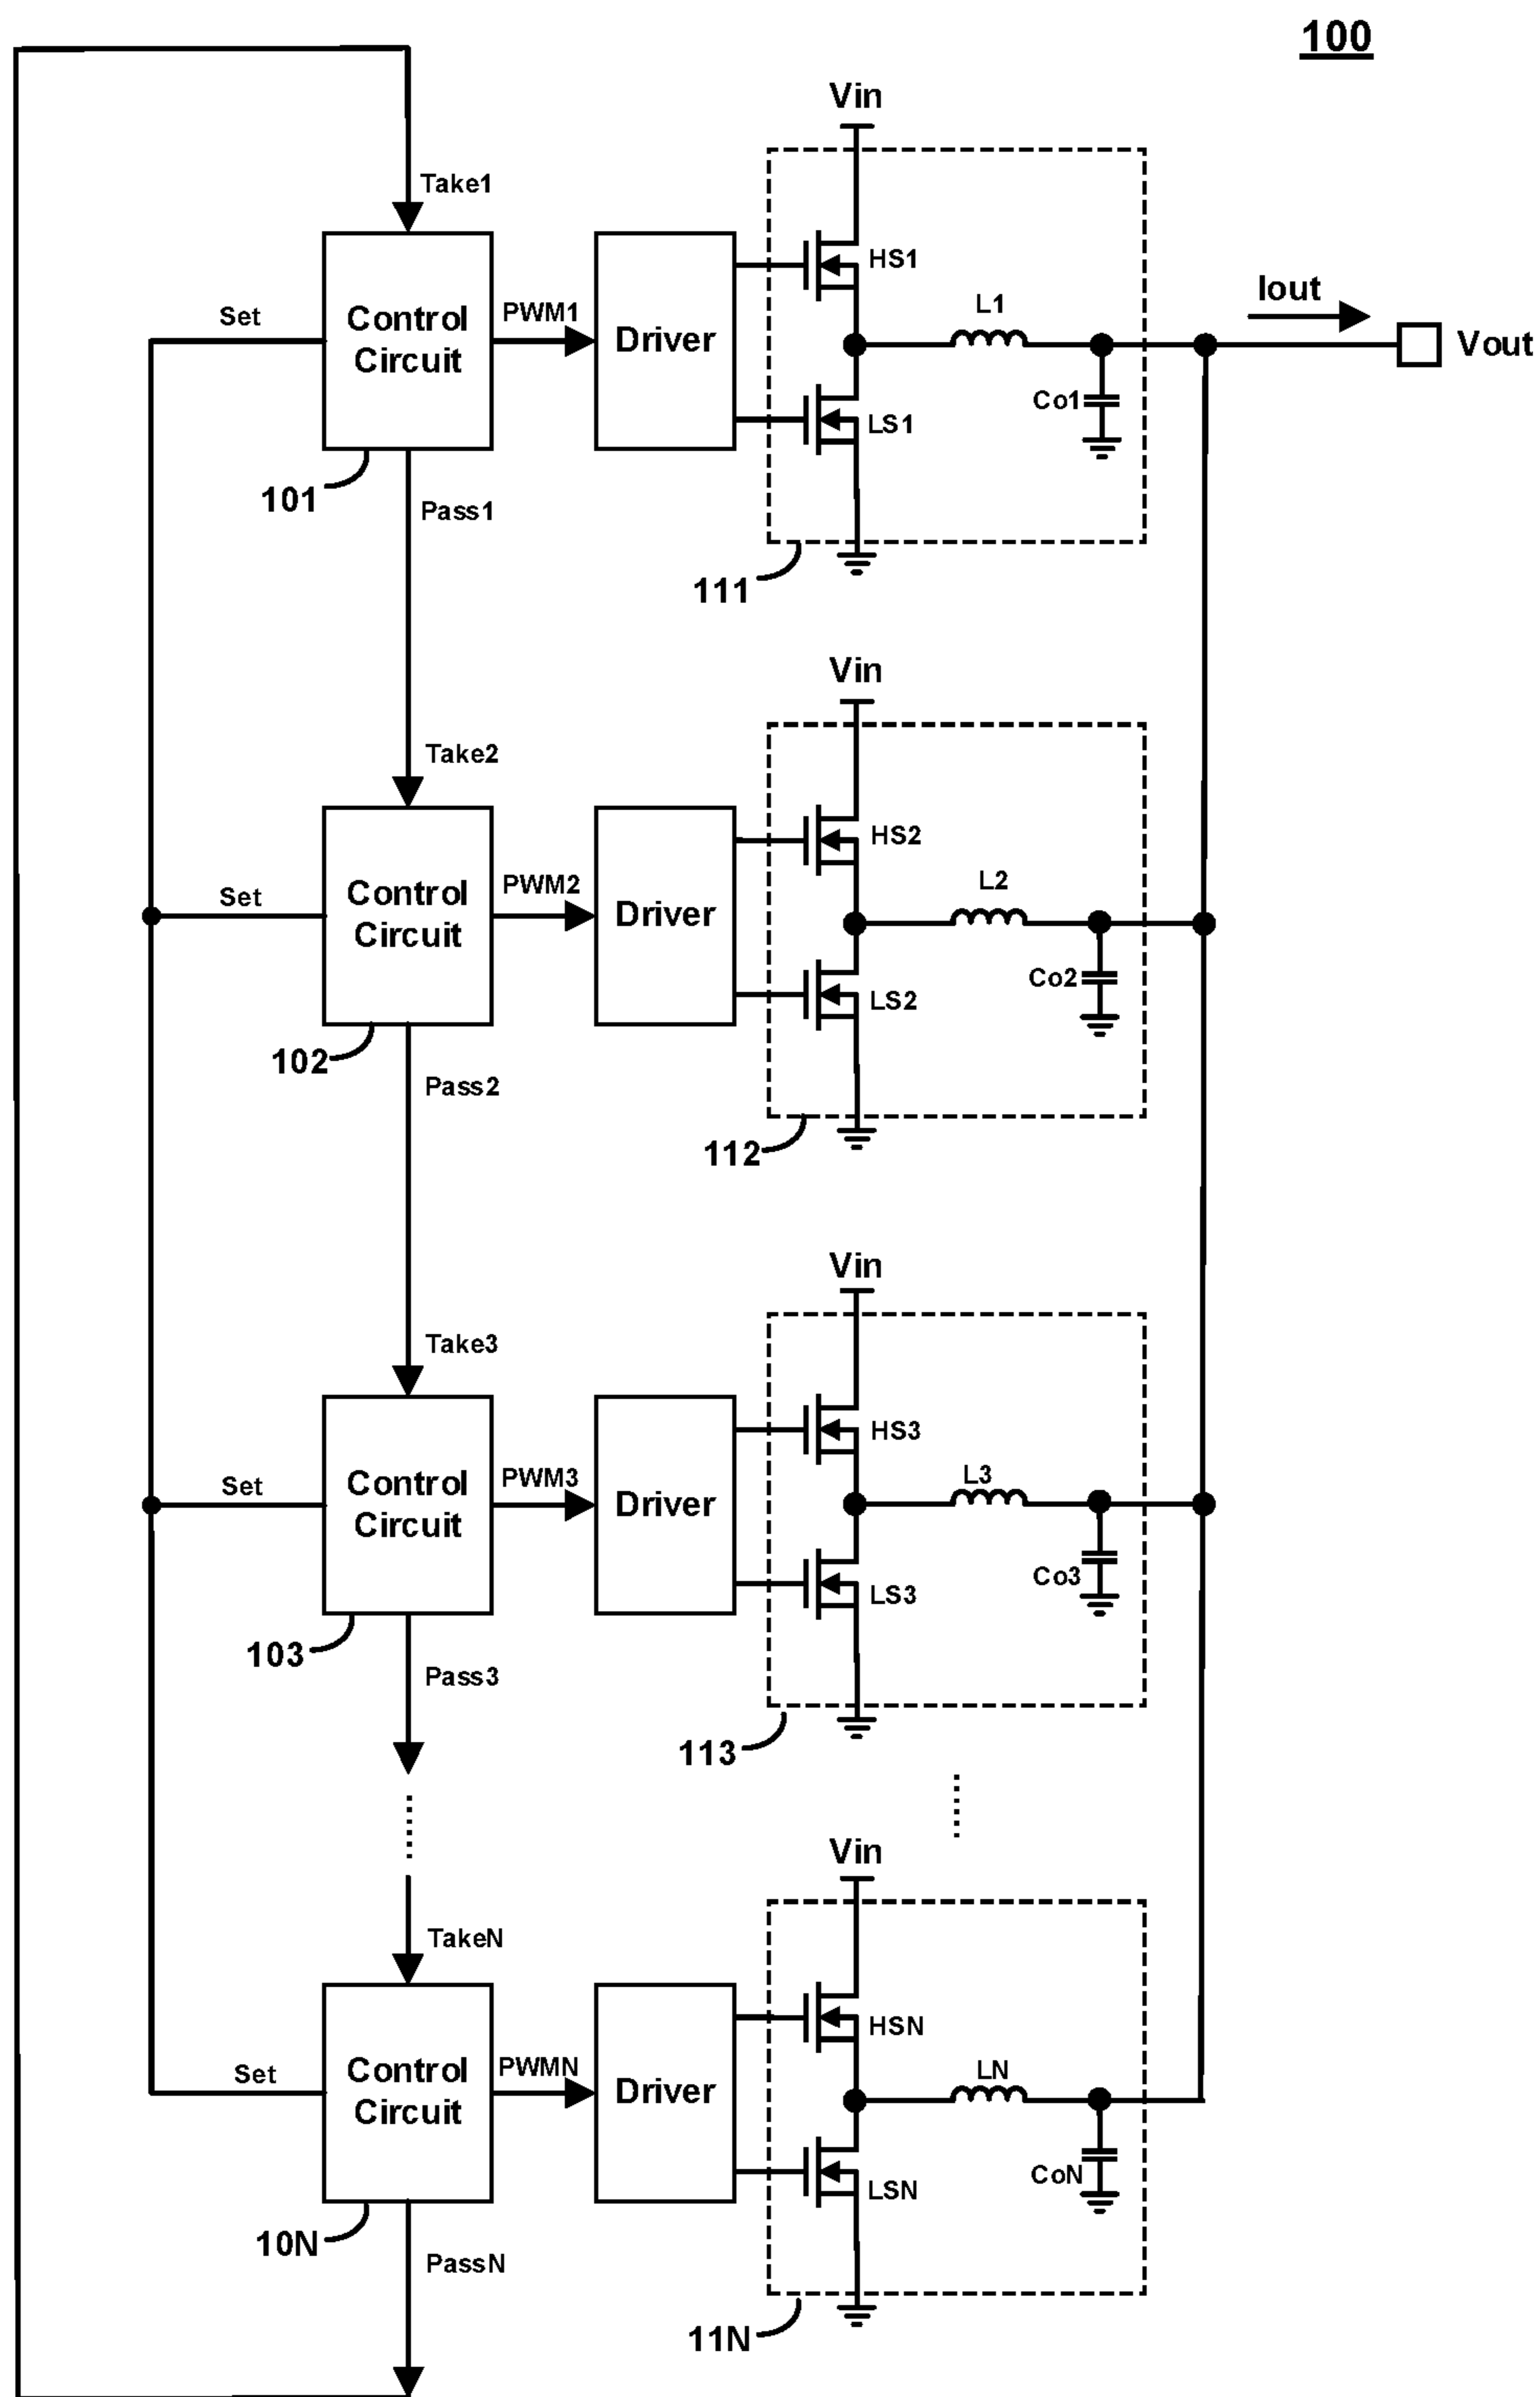 100
Vin
Take1
HS1
Set
Control
Circuit
PWM1
Driver
L1
Iout
Vout
Co1
LS1
101
Pass1
111
Vin
Take2
HS2
Set
Control
Circuit
PWM2
Driver
L2
Co2
LS2
102
Pass2
112
Vin
Take3
HS3
Set
Control
Circuit
PWM3
Driver
L3
Co3
LS3
103
Pass3
113
Vin
TakeN
HSN
Set
Control
Circuit
PWMN
Driver
LN
CoN
LSN
10N
PassN
11N